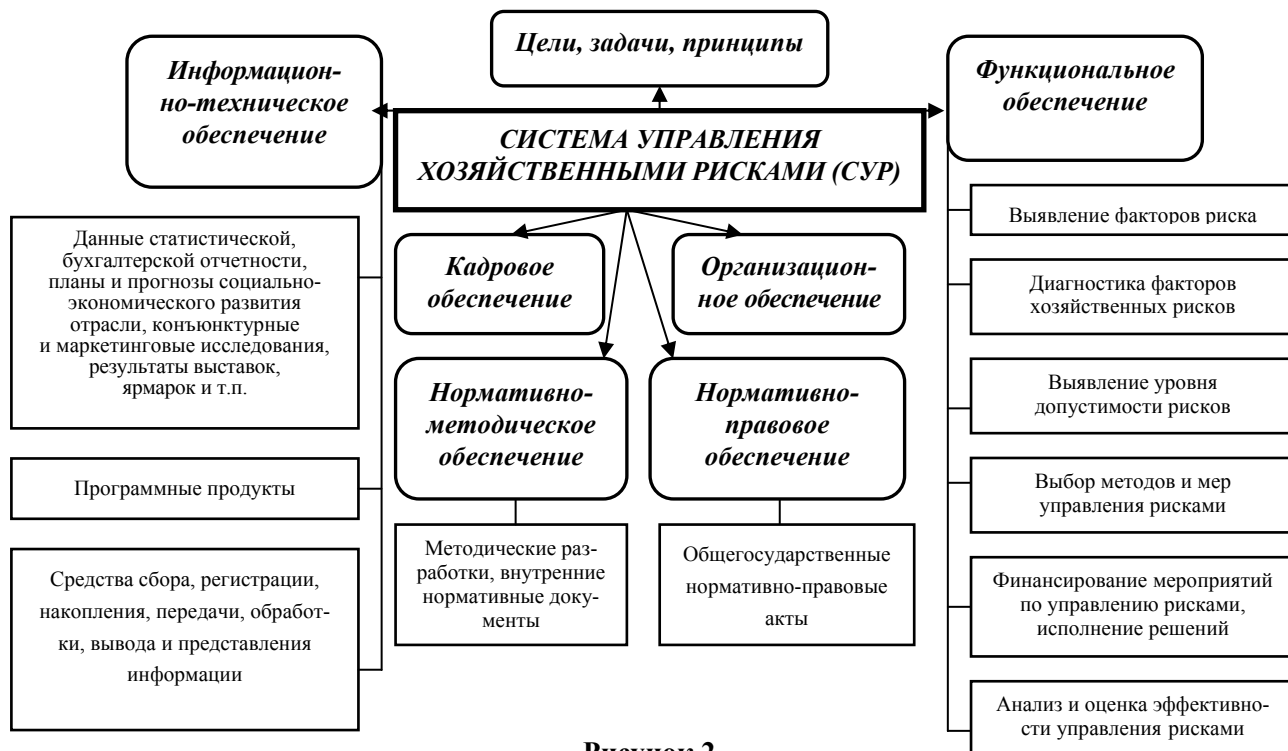 Цели, задачи, принципы
Информацион-
но-техническое
обеспечение
Функциональное
обеспечение
СИСТЕМА УПРАВЛЕНИЯ
ХОЗЯЙСТВЕННЫМИ РИСКАМИ (СУР)
Данные статистической,
бухгалтерской отчетности,
планы и прогнозы социально-
экономического развития
отрасли, конъюнктурные
и маркетинговые исследования,
результаты выставок,
ярмарок и т.п.
Программные продукты
Средства сбора, регистрации,
накопления, передачи, обработ-
ки, вывода и представления
информации
Кадровое
обеспечение
Организацион-
ное обеспечение
Нормативно-
методическое
обеспечение
Нормативно-
правовое
обеспечение
Методические раз-
работки, внутренние
нормативные доку-
менты
Общегосударственные
нормативно-правовые
акты
Выявление факторов риска
Диагностика факторов
хозяйственных рисков
Выявление уровня
допустимости рисков
Выбор методов и мер
управления рисками
Финансирование мероприятий
по управлению рисками,
исполнение решений
Анализ и оценка эффективно-
сти управления рисками
Рисунок 2